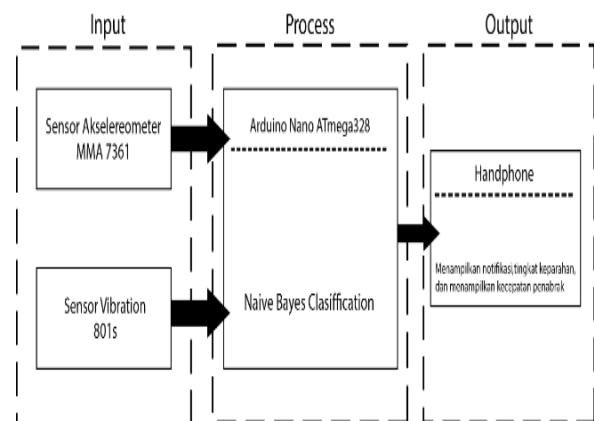 Input
Sensor Akselereometer
MMA 7361
Sensor Vibration
801s
Process
Arduino Nano ATmega328
Naive Bayes Clasiffication
Output
Handphone
Menampilkan notifikasi,tingkat keparahan,
dan menampilkan kecepatan penabrak